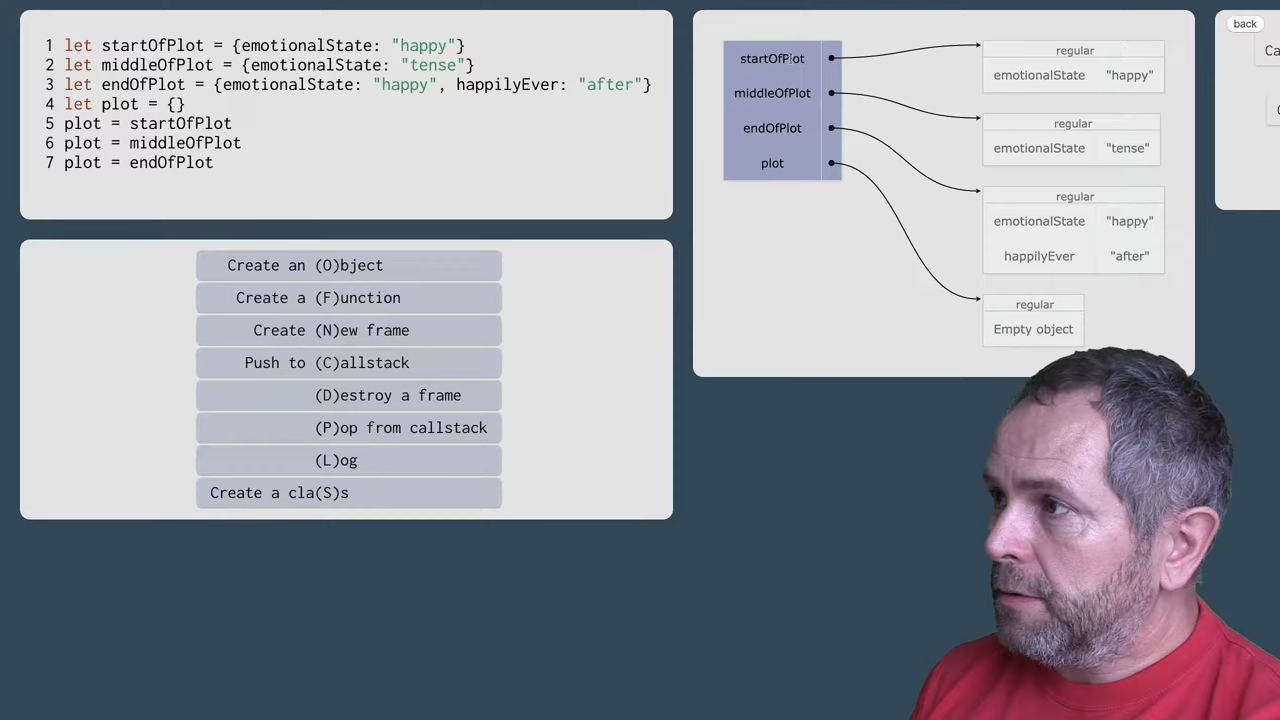 1 let startOfPlot = {emotionalState: "happy"}
2 let middleOfPlot = {emotionalState: "tense"}
3 let endOfPlot = {emotionalState: "happy", happilyEver: "after"}
4 let plot = {}
5 plot = startOfPlot
6 plot = middleOfPlot
7 plot = endOfPlot
Create an (O)bject
Create a (F)unction
Create (N)ew frame
Push to (C)allstack
(D)estroy a frame
(P)op from callstack
(L)og
Create a cla(S)s
startOfPlot
middleOfPlot
endOfPlot
plot
regular
emotionalState "happy"
regular
emotionalState "tense"
regular
emotionalState "happy"
happilyEver "after"
regular
Empty object
back
Ca